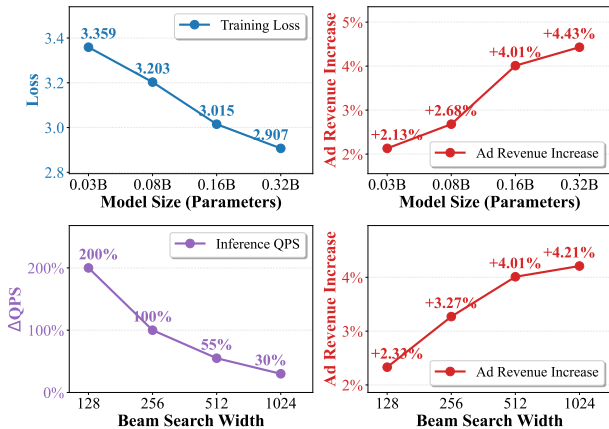 Training Loss
3.4
3.2
3.0
2.8
Loss
3.359
3.203
3.015
2.907
0.03B 0.08B 0.16B 0.32B
Model Size (Parameters)
Ad Revenue Increase
5%
4%
3%
2%
+2.13%
+2.68%
+4.01%
+4.43%
Ad Revenue Increase
0.03B 0.08B 0.16B 0.32B
Model Size (Parameters)
Inference QPS
ΔQPS
200%
100%
0%
200%
100%
55%
30%
128 256 512 1024
Beam Search Width
Ad Revenue Increase
4%
3%
2%
+2.33%
+3.27%
+4.01%
+4.21%
Ad Revenue Increase
128 256 512 1024
Beam Search Width